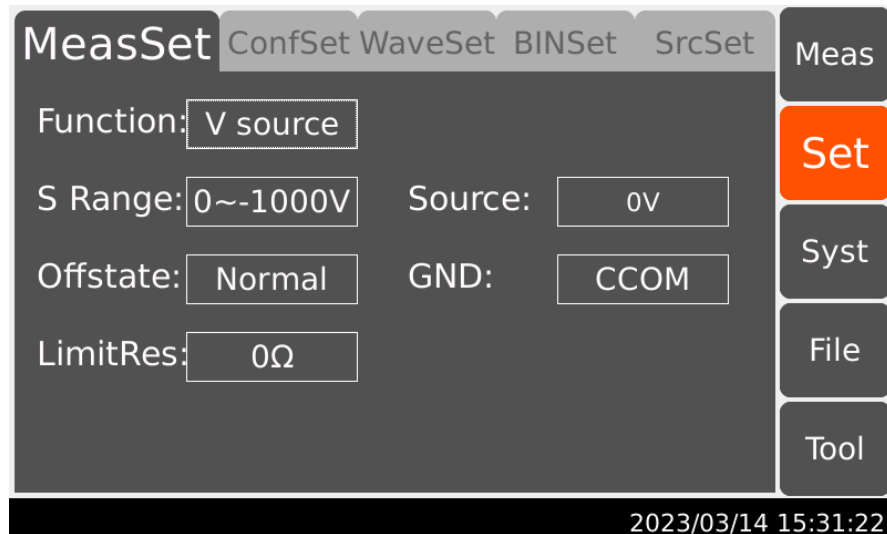 MeasSet ConfSet WaveSet BINSet SrcSet
Function: V source
S Range: 0~-1000V Source: 0V
Offstate: Normal GND: CCOM
LimitRes: 0Ω
Meas
Set
Syst
File
Tool
2023/03/14 15:31:22